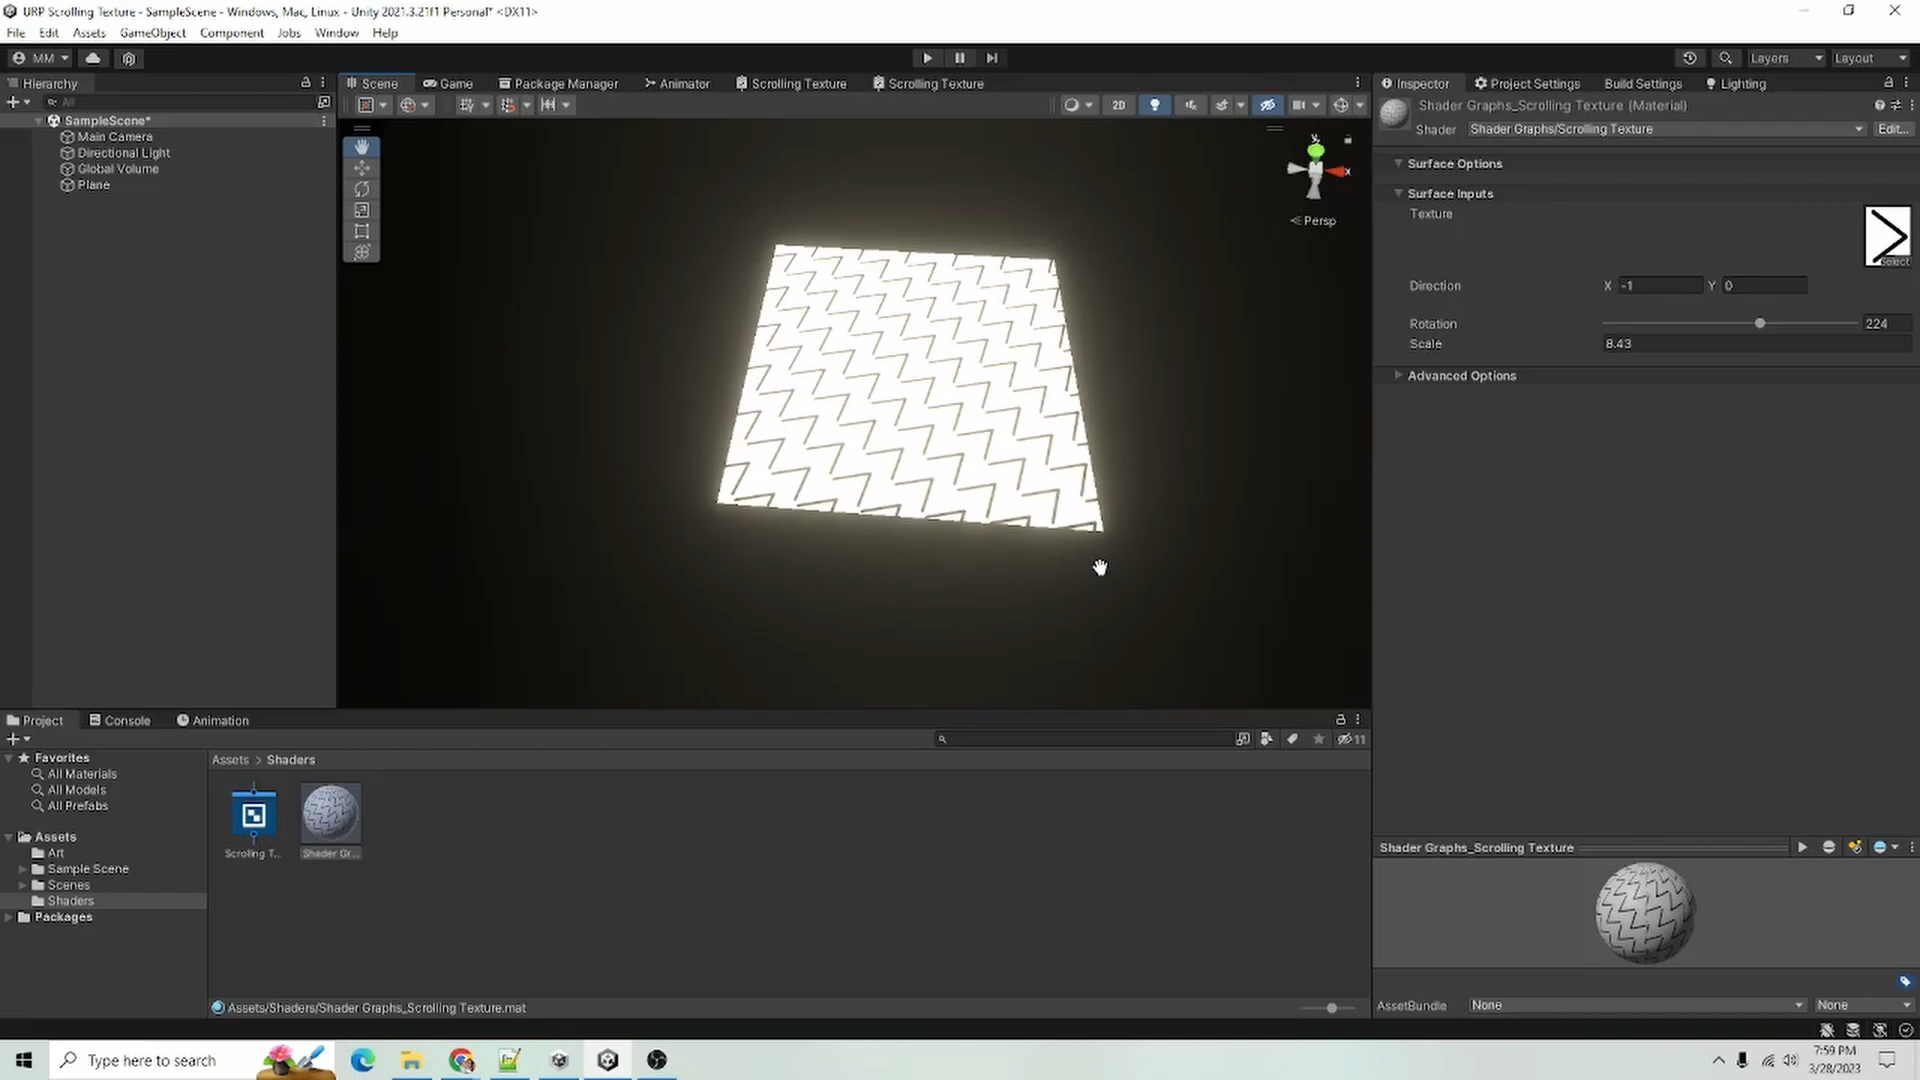 URP Scrolling Texture - SampleScene - Windows, Mac, Linux - Unity 2021.3.21f1 Personal* <DX11>
File Edit Assets GameObject Component Jobs Window Help
MM
Layers Layout
Hierarchy
All
SampleScene*
Main Camera
Directional Light
Global Volume
Plane
Scene Game Package Manager Animator Scrolling Texture Scrolling Texture
2D
y
x
Persp
Inspector Project Settings Build Settings Lighting
Shader Graphs_Scrolling Texture (Material)
Shader Shader Graphs/Scrolling Texture Edit...
Surface Options
Surface Inputs
Texture
Select
Direction X -1 Y 0
Rotation 224
Scale 8.43
Advanced Options
Project Console Animation
11
Favorites
All Materials
All Models
All Prefabs
Assets
Art
Sample Scene
Scenes
Shaders
Packages
Assets > Shaders
Scrolling T...
Shader Gr...
Assets/Shaders/Shader Graphs_Scrolling Texture.mat
Shader Graphs_Scrolling Texture
AssetBundle None None
Type here to search
7:59 PM
3/28/2023